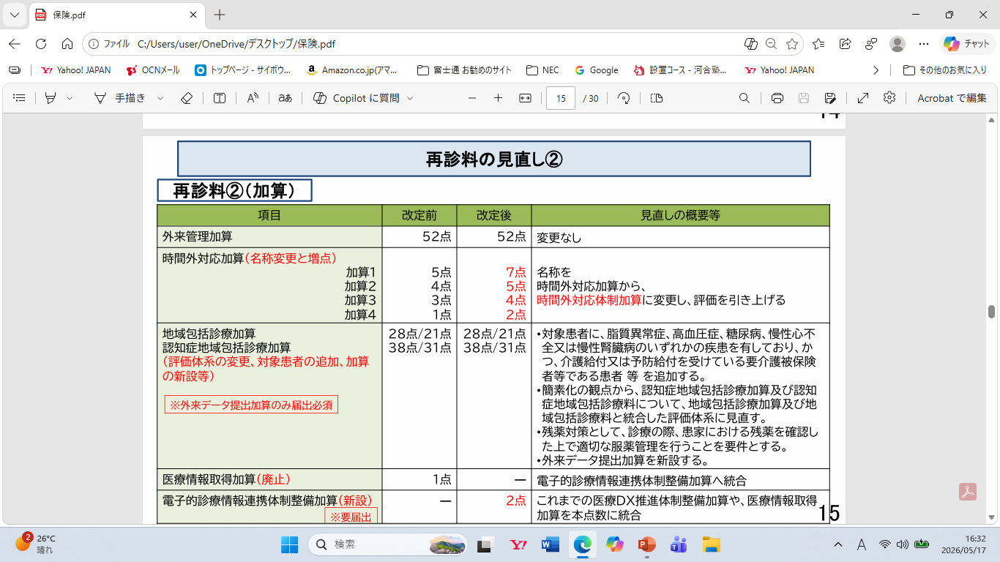 保険.pdf
ファイル C:/Users/user/OneDrive/デスクトップ/保険.pdf
チャット
Yahoo! JAPAN OCNメール トップページ - サイボウ... Amazon.co.jp(アマ... 富士通 お勧めのサイト NEC Google 設置コース - 河合塾... Yahoo! JAPAN その他のお気に入り
手書き aあ Copilot に質問 15 / 30 Acrobat で編集
再診料の見直し②
再診料②(加算)
項目 改定前 改定後 見直しの概要等
外来管理加算 52点 52点 変更なし
時間外対応加算(名称変更と増点)
加算1 5点 7点 名称を
加算2 4点 5点 時間外対応加算から、
加算3 3点 4点 時間外対応体制加算に変更し、評価を引き上げる
加算4 1点 2点
地域包括診療加算 28点/21点 28点/21点 •対象患者に、脂質異常症、高血圧症、糖尿病、慢性心不
認知症地域包括診療加算 38点/31点 38点/31点 全又は慢性腎臓病のいずれかの疾患を有しており、か
(評価体系の変更、対象患者の追加、加算 つ、介護給付又は予防給付を受けている要介護被保険
の新設等) 者等である患者 等 を追加する。
•簡素化の観点から、認知症地域包括診療加算及び認知
※外来データ提出加算のみ届出必須 症地域包括診療料について、地域包括診療加算及び地
域包括診療料と統合した評価体系に見直す。
•残薬対策として、診療の際、患家における残薬を確認し
た上で適切な服薬管理を行うことを要件とする。
•外来データ提出加算を新設する。
医療情報取得加算(廃止) 1点 ー 電子的診療情報連携体制整備加算へ統合
電子的診療情報連携体制整備加算(新設) ー 2点 これまでの医療DX推進体制整備加算や、医療情報取得
※要届出 加算を本点数に統合
15
2 26°C
晴れ
検索
A
16:32
2026/05/17